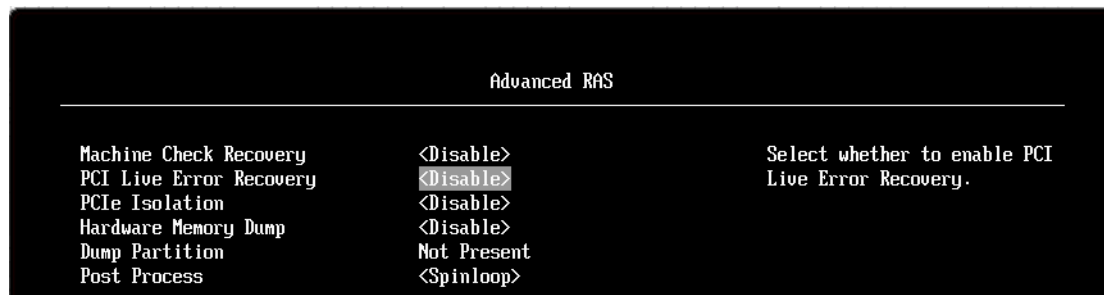 Advanced RAS
Machine Check Recovery <Disable> Select whether to enable PCI
PCI Live Error Recovery <Disable> Live Error Recovery.
PCIe Isolation <Disable>
Hardware Memory Dump <Disable>
Dump Partition Not Present
Post Process <Spinloop>